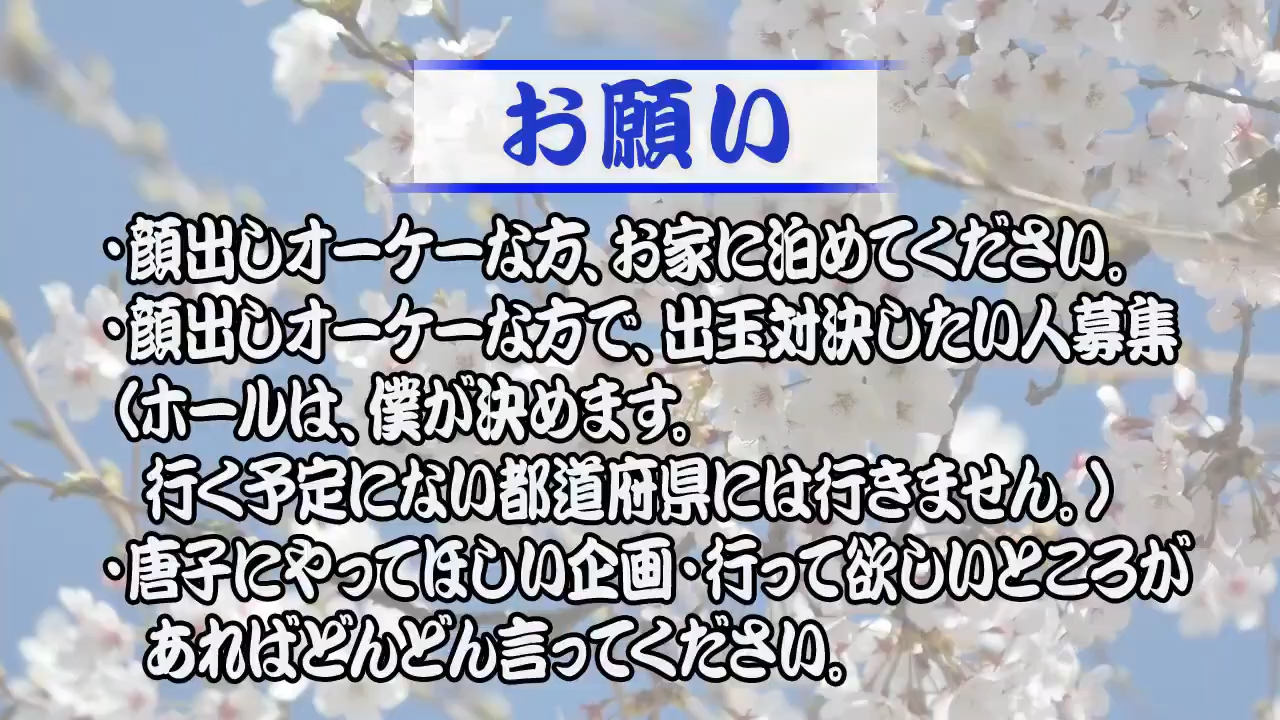 お願い
・顔出しオーケーな方、お家に泊めてください。
・顔出しオーケーな方で、出玉対決したい人募集
（ホールは、僕が決めます。
行く予定にない都道府県には行きません。）
・唐子にやってほしい企画・行って欲しいところが
あればどんどん言ってください。